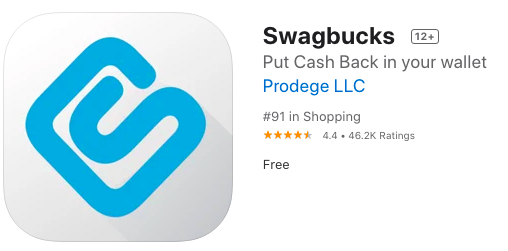 Swagbucks 12+
Put Cash Back in your wallet
Prodege LLC
#91 in Shopping
★★★★★ 4.4 • 46.2K Ratings
Free